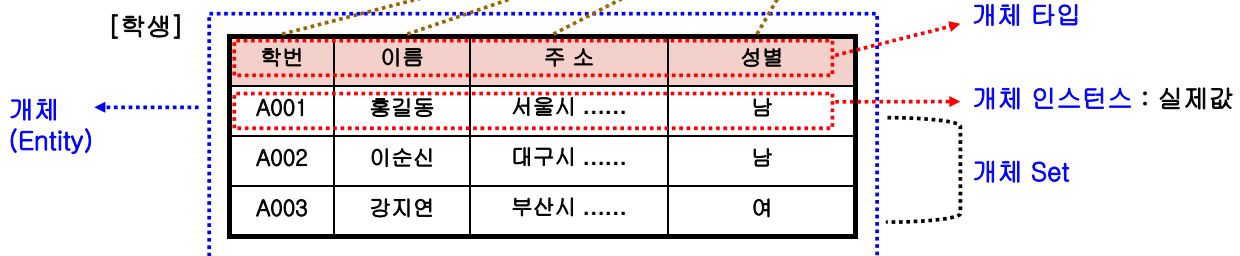 [학생]
개체 타입
학번 이름 주 소 성별
개체
(Entity)
A001 홍길동 서울시 ...... 남
개체 인스턴스 : 실제값
A002 이순신 대구시 ...... 남
개체 Set
A003 강지연 부산시 ...... 여